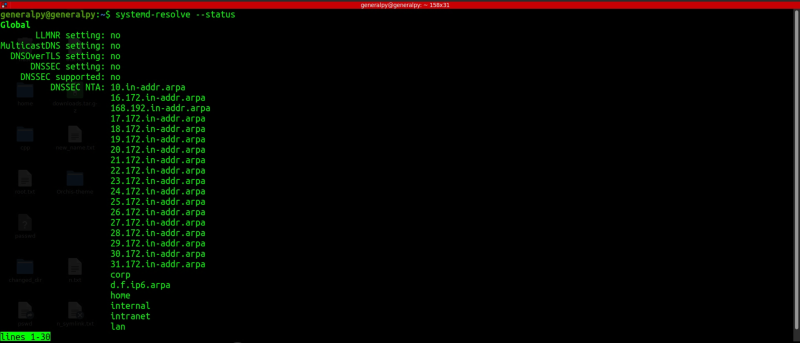 generalpy@generalpy: ~ 158x31
generalpy@generalpy:~$ systemd-resolve --status
Global
LLMNR setting: no
MulticastDNS setting: no
DNSOverTLS setting: no
DNSSEC setting: no
DNSSEC supported: no
DNSSEC NTA: 10.in-addr.arpa
16.172.in-addr.arpa
168.192.in-addr.arpa
17.172.in-addr.arpa
18.172.in-addr.arpa
19.172.in-addr.arpa
20.172.in-addr.arpa
21.172.in-addr.arpa
22.172.in-addr.arpa
23.172.in-addr.arpa
24.172.in-addr.arpa
25.172.in-addr.arpa
26.172.in-addr.arpa
27.172.in-addr.arpa
28.172.in-addr.arpa
29.172.in-addr.arpa
30.172.in-addr.arpa
31.172.in-addr.arpa
corp
d.f.ip6.arpa
home
internal
intranet
lan
lines 1-30